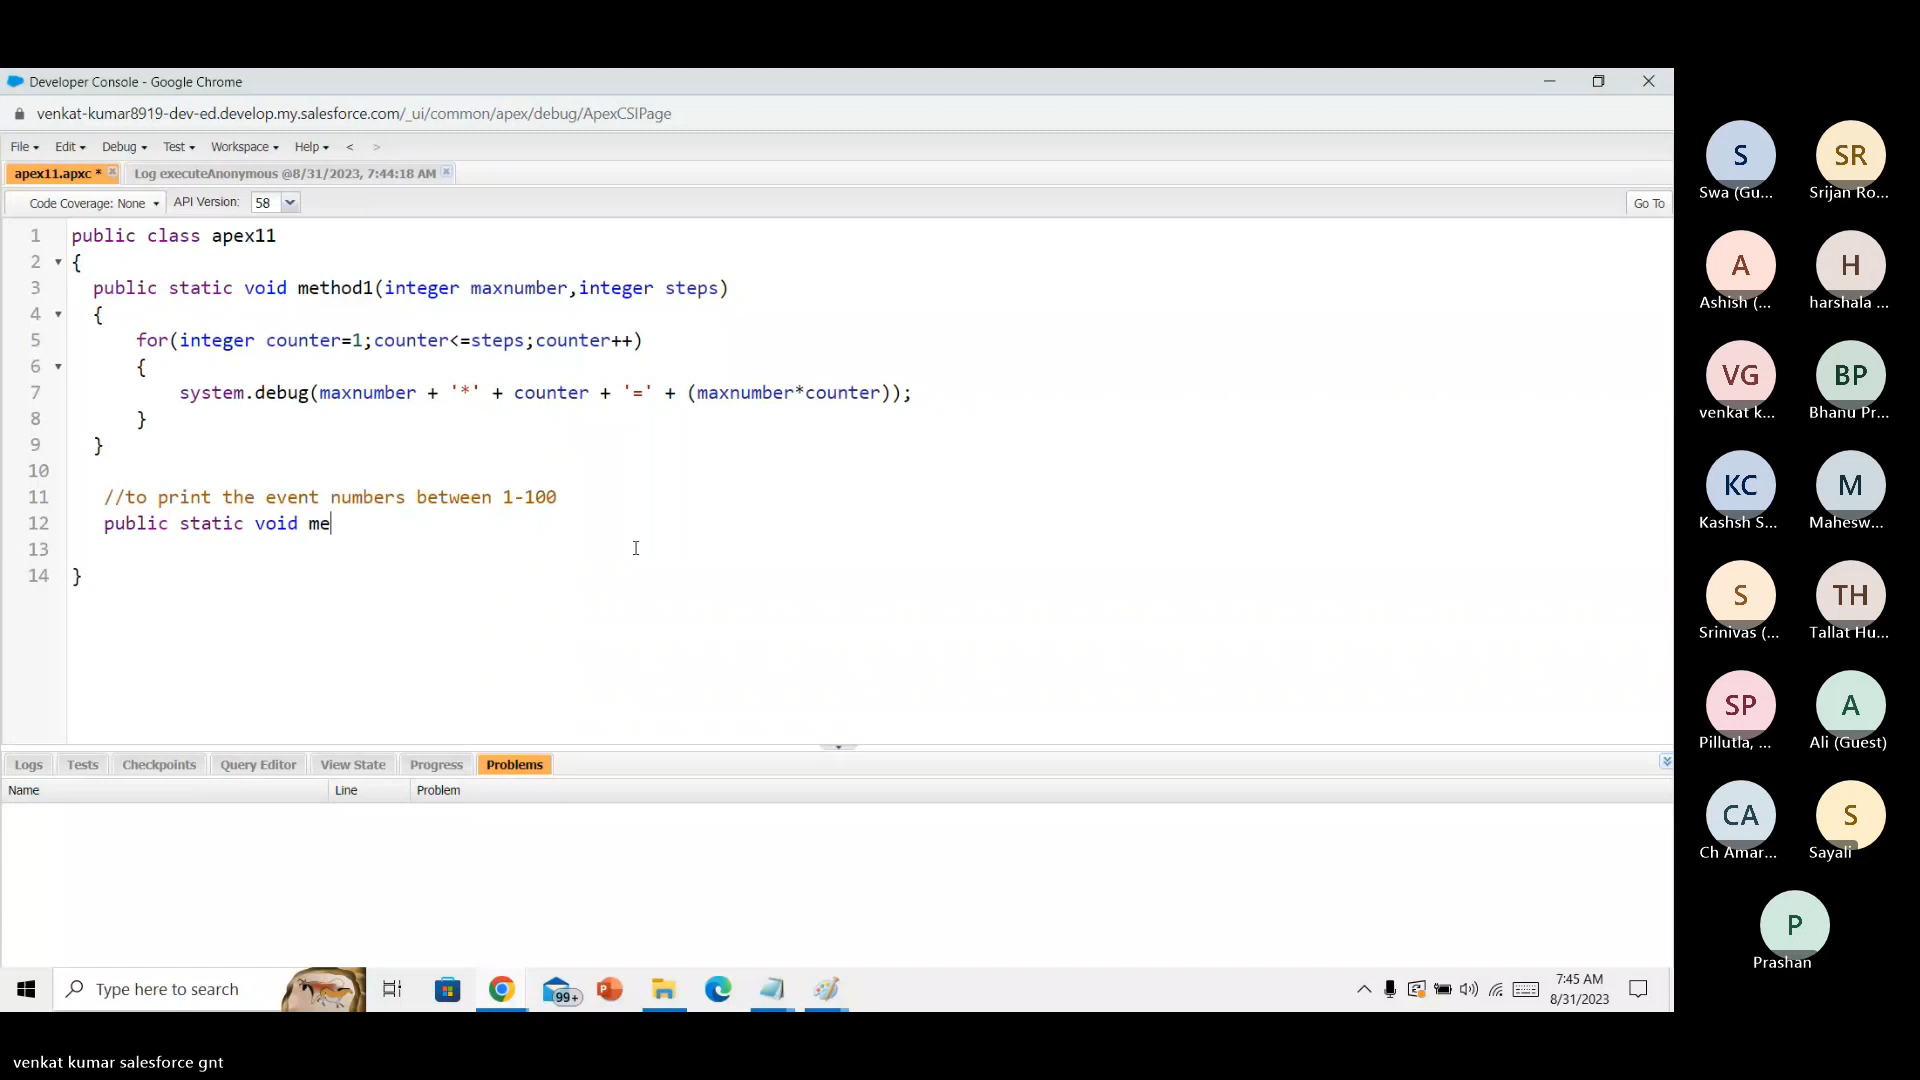 Developer Console - Google Chrome
venkat-kumar8919-dev-ed.develop.my.salesforce.com/_ui/common/apex/debug/ApexCSIPage
File Edit Debug Test Workspace Help < >
apex11.apxc * Log executeAnonymous @8/31/2023, 7:44:18 AM
Code Coverage: None API Version: 58 Go To
1 public class apex11
2 {
3 public static void method1(integer maxnumber,integer steps)
4 {
5 for(integer counter=1;counter<=steps;counter++)
6 {
7 system.debug(maxnumber + '*' + counter + '=' + (maxnumber*counter));
8 }
9 }
10
11 //to print the event numbers between 1-100
12 public static void me
13
14 }
Logs Tests Checkpoints Query Editor View State Progress Problems
Name Line Problem
Type here to search
99+
7:45 AM
8/31/2023
S
Swa (Gu...
SR
Srijan Ro...
A
Ashish (...
H
harshala ...
VG
venkat k...
BP
Bhanu Pr...
KC
Kashsh S...
M
Mahesw...
S
Srinivas (...
TH
Tallat Hu...
SP
Pillutla, ...
A
Ali (Guest)
CA
Ch Amar...
S
Sayali
P
Prashan
venkat kumar salesforce gnt